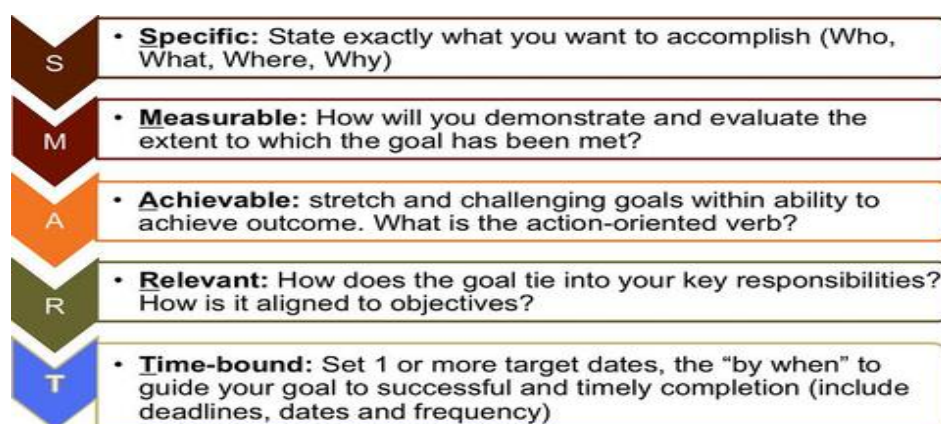 S
• Specific: State exactly what you want to accomplish (Who,
What, Where, Why)
M
• Measurable: How will you demonstrate and evaluate the
extent to which the goal has been met?
A
• Achievable: stretch and challenging goals within ability to
achieve outcome. What is the action-oriented verb?
R
• Relevant: How does the goal tie into your key responsibilities?
How is it aligned to objectives?
T
• Time-bound: Set 1 or more target dates, the “by when” to
guide your goal to successful and timely completion (include
deadlines, dates and frequency)